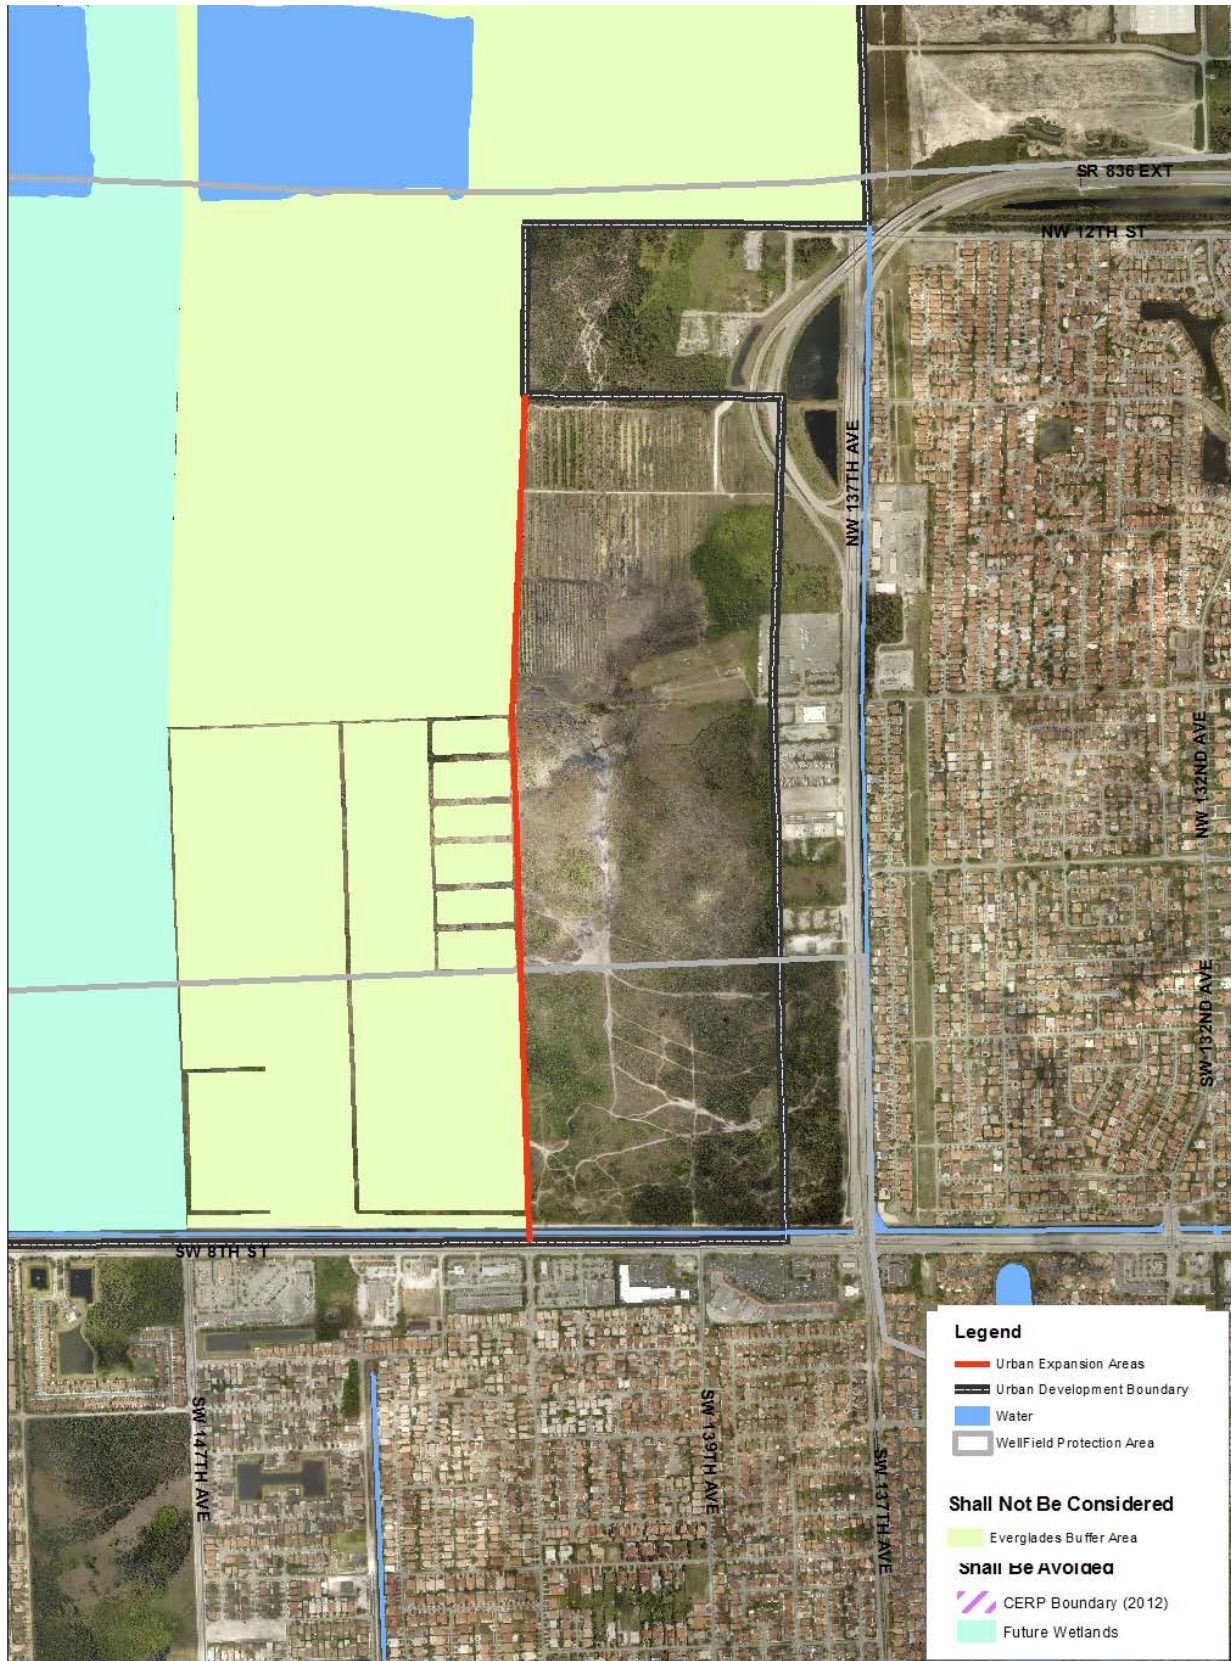 SR 836 EXT
NW 12TH ST
NW 137TH AVE
NW 132ND AVE
SW 132ND AVE
SW 8TH ST
SW 147TH AVE
SW 139TH AVE
SW 137TH AVE
Legend
Urban Expansion Areas
Urban Development Boundary
Water
WellField Protection Area
Shall Not Be Considered
Everglades Buffer Area
Shall Be Avoided
CERP Boundary (2012)
Future Wetlands